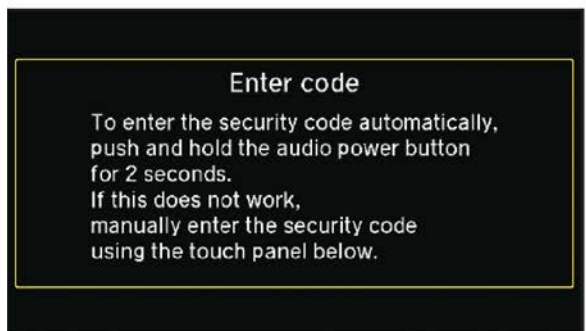 Enter code
To enter the security code automatically,
push and hold the audio power button
for 2 seconds.
If this does not work,
manually enter the security code
using the touch panel below.